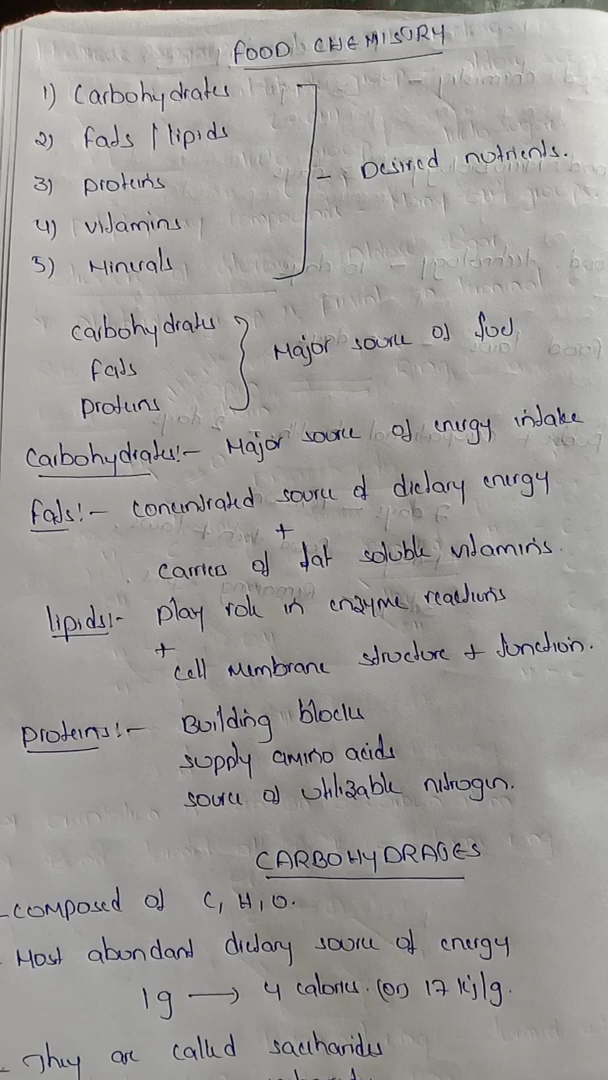 FOOD CHEMISTRY
1) Carbohydrates
2) fats / lipids
3) proteins
4) vitamins
5) Minerals
- Desired nutrients.
carbohydrates
fats
proteins
Major source of fuel
Carbohydrates:- Major source of energy intake
fats:- concentrated source of dietary energy
+
carries of fat soluble vitamins.
lipids:- play role in enzyme reactions
+
cell Membrane structure + function.
proteins:- Building blocks
supply amino acids
source of utilizable nitrogen.
CARBOHYDRATES
- composed of C, H, O.
- Most abundant dietary source of energy
1g → 4 calories. (or) 17 kj/g.
- They are called saccharides